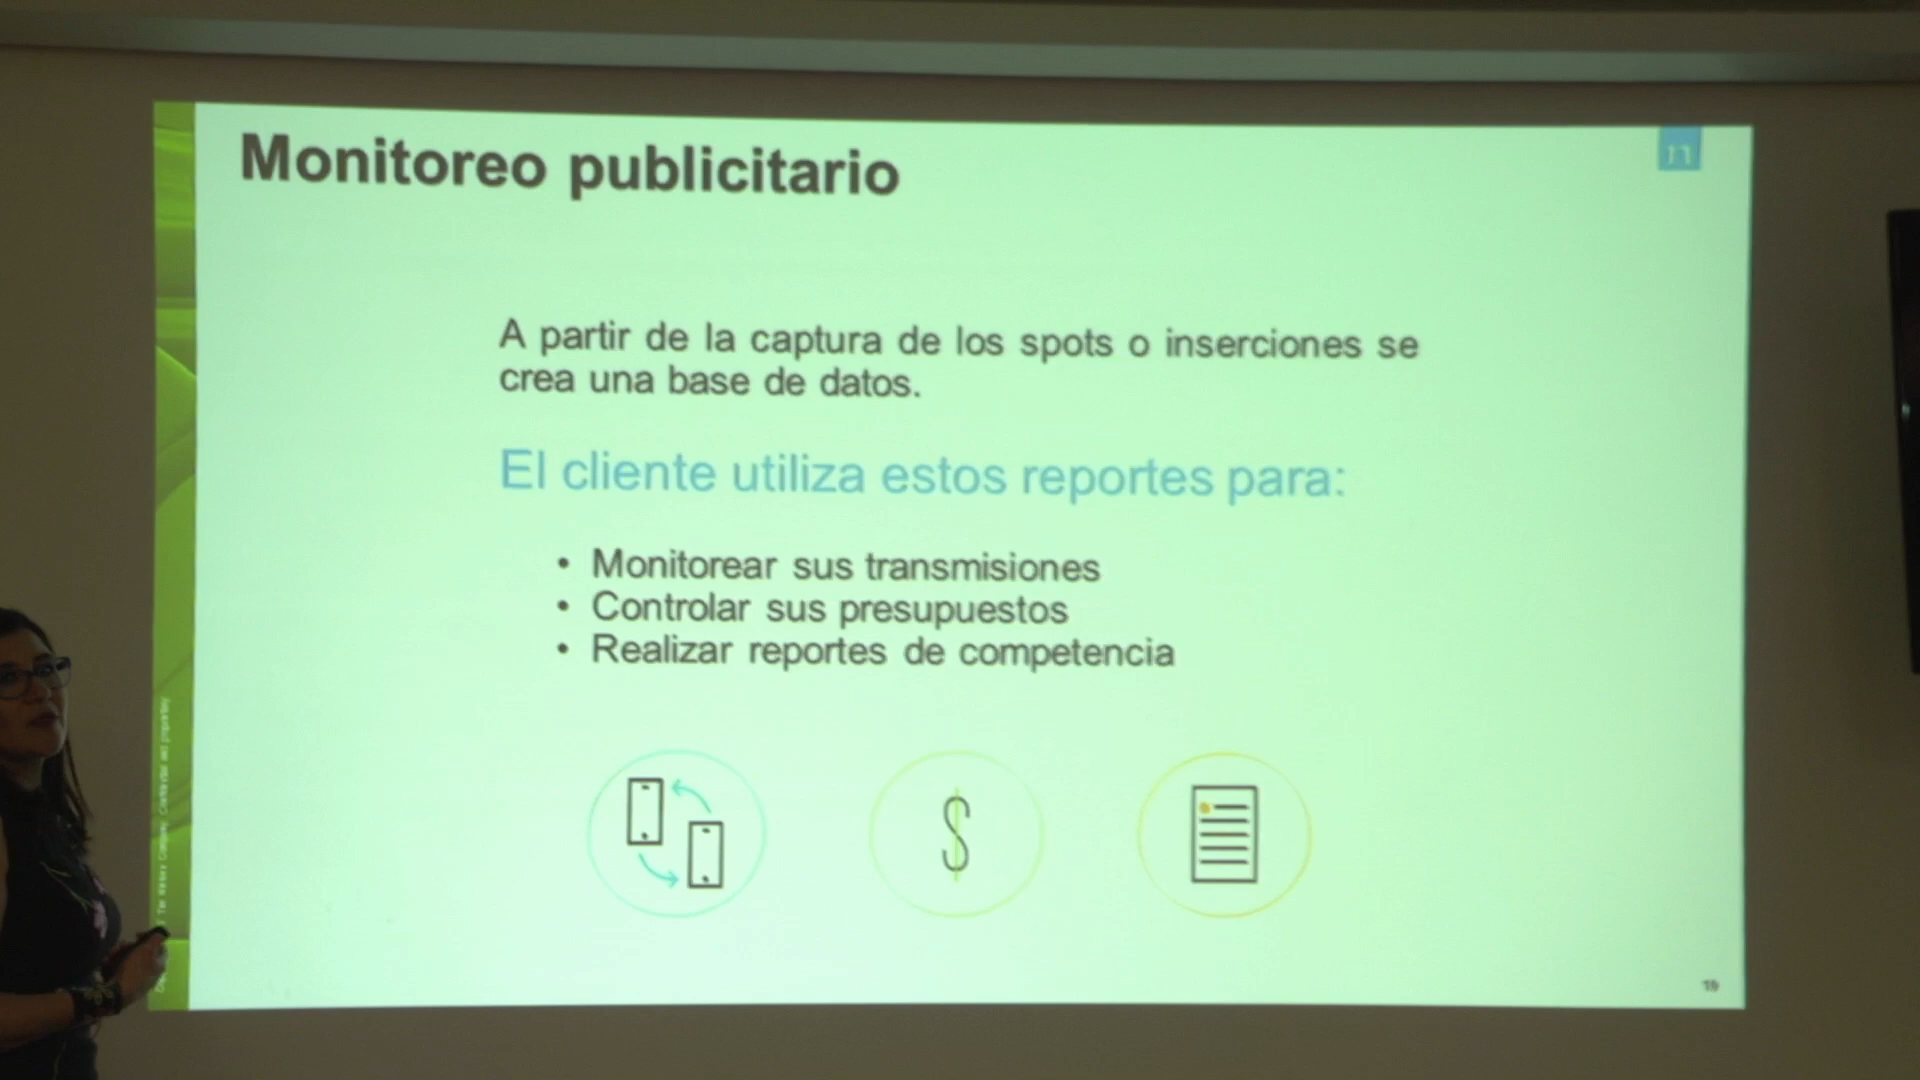 Monitoreo publicitario
n
A partir de la captura de los spots o inserciones se
crea una base de datos.
El cliente utiliza estos reportes para:
• Monitorear sus transmisiones
• Controlar sus presupuestos
• Realizar reportes de competencia
$